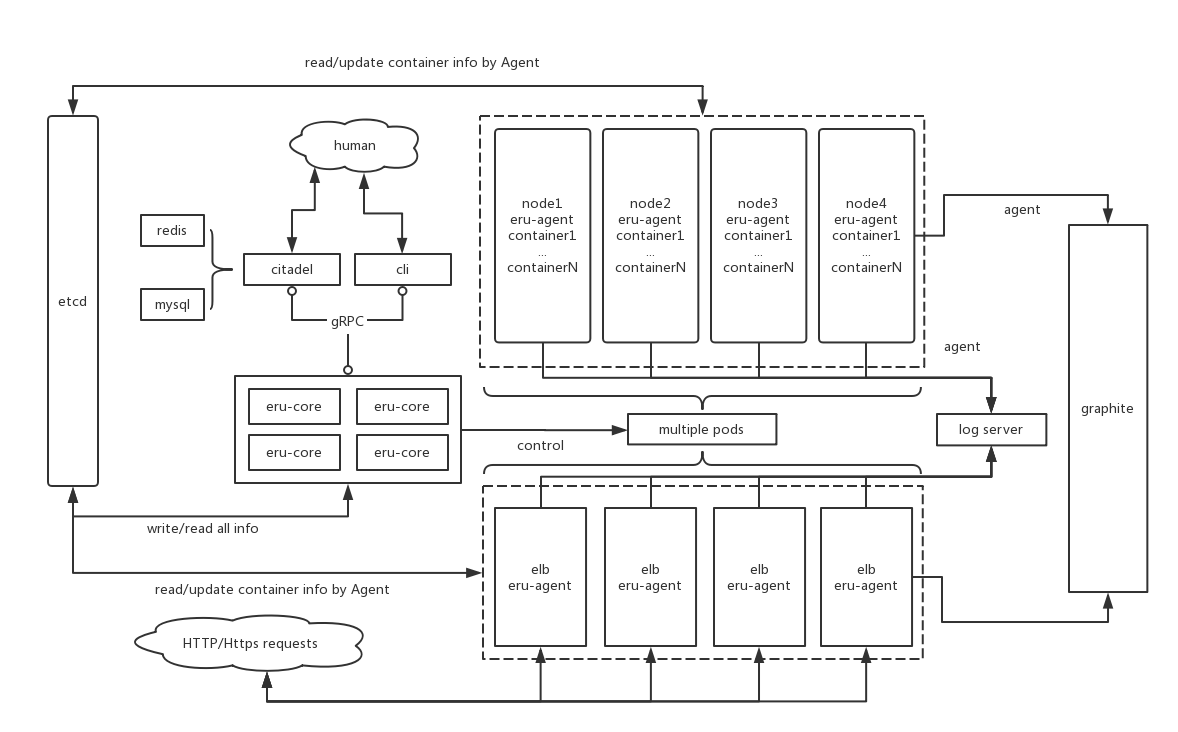 read/update container info by Agent
human
node1
eru-agent
container1
...
containerN
node2
eru-agent
container1
...
containerN
node3
eru-agent
container1
...
containerN
node4
eru-agent
container1
...
containerN
agent
redis
mysql
citadel
cli
etcd
gRPC
agent
eru-core
eru-core
eru-core
eru-core
control
multiple pods
log server
graphite
write/read all info
read/update container info by Agent
elb
eru-agent
elb
eru-agent
elb
eru-agent
elb
eru-agent
HTTP/Https requests